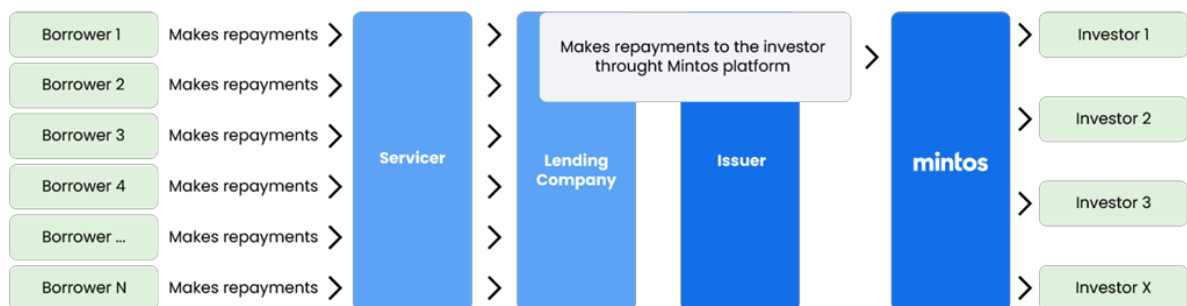 Borrower 1 Makes repayments
Borrower 2 Makes repayments
Borrower 3 Makes repayments
Borrower 4 Makes repayments
Borrower ... Makes repayments
Borrower N Makes repayments
Servicer
Lending
Company
Makes repayments to the investor
throught Mintos platform
Issuer
mintos
Investor 1
Investor 2
Investor 3
Investor X